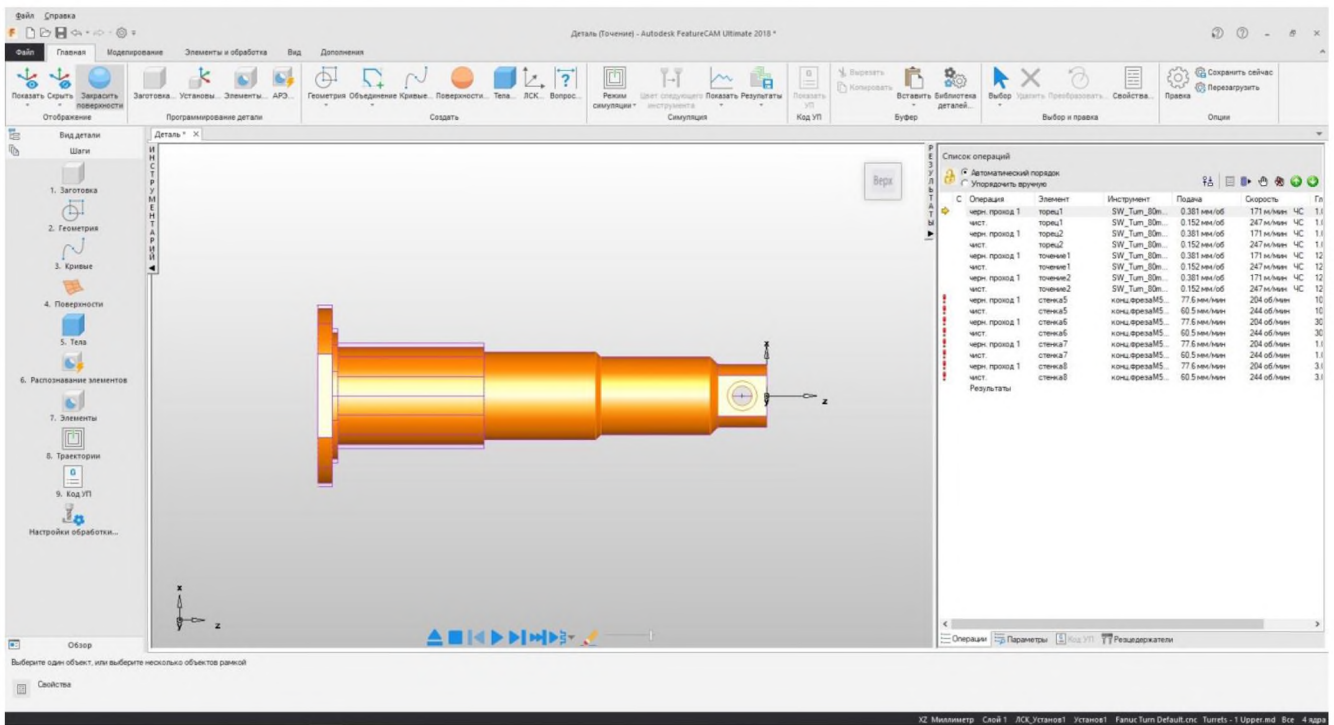 Файл Справка
Деталь (Точение) - Autodesk FeatureCAM Ultimate 2018 *
Файл Главная Моделирование Элементы и обработка Вид Дополнения
Показать Скрыть Закрасить поверхности
Заготовка... Установы... Элементы... АРЭ...
Геометрия Объединение Кривые... Поверхности... Тела... ЛСК... Вопрос...
Режим симуляции Цвет следующего инструмента Показать Результаты
Показать УП
Вырезать
Копировать
Вставить Библиотека деталей...
Выбор Удалить Преобразовать... Свойства...
Правка
Сохранить сейчас
Перезагрузить
Отображение Программирование детали Создать Симуляция Код УП Буфер Выбор и правка Опции
Вид детали
Шаги
1. Заготовка
2. Геометрия
3. Кривые
4. Поверхности
5. Тела
6. Распознавание элементов
7. Элементы
8. Траектории
9. Код УП
Настройки обработки...
Обзор
Деталь *
ИНСТРУМЕНТАРИЙ
Верх
x
y
z
x
y
z
РЕЗУЛЬТАТЫ
Список операций
Автоматический порядок
Упорядочить вручную
С Операция Элемент Инструмент Подача Скорость Гл
черн. проход 1 торец1 SW_Turn_80m... 0.381 мм/об 171 м/мин ЧС
чист. торец1 SW_Turn_80m... 0.152 мм/об 247 м/мин ЧС
черн. проход 1 торец2 SW_Turn_80m... 0.381 мм/об 171 м/мин ЧС
чист. торец2 SW_Turn_80m... 0.152 мм/об 247 м/мин ЧС
черн. проход 1 точение1 SW_Turn_80m... 0.381 мм/об 171 м/мин ЧС 12
чист. точение1 SW_Turn_80m... 0.152 мм/об 247 м/мин ЧС 12
черн. проход 1 точение2 SW_Turn_80m... 0.381 мм/об 171 м/мин ЧС 12
чист. точение2 SW_Turn_80m... 0.152 мм/об 247 м/мин ЧС 12
черн. проход 1 стенка5 конц.фрезаM5... 77.6 мм/мин 204 об/мин 10
чист. стенка5 конц.фрезаM5... 60.5 мм/мин 244 об/мин 10
черн. проход 1 стенка6 конц.фрезаM5... 77.6 мм/мин 204 об/мин 30
чист. стенка6 конц.фрезаM5... 60.5 мм/мин 244 об/мин 30
черн. проход 1 стенка7 конц.фрезаM5... 77.6 мм/мин 204 об/мин
чист. стенка7 конц.фрезаM5... 60.5 мм/мин 244 об/мин
черн. проход 1 стенка8 конц.фрезаM5... 77.6 мм/мин 204 об/мин
чист. стенка8 конц.фрезаM5... 60.5 мм/мин 244 об/мин
Результаты
Операции Параметры Код УП Резцедержатели
Выберите один объект, или выберите несколько объектов рамкой
Свойства
XZ Миллиметр Слой 1 ЛСК_Установ1 Установ1 Fanuc Turn Default.cnc Turrets - 1 Upper.md Все 4 ядра